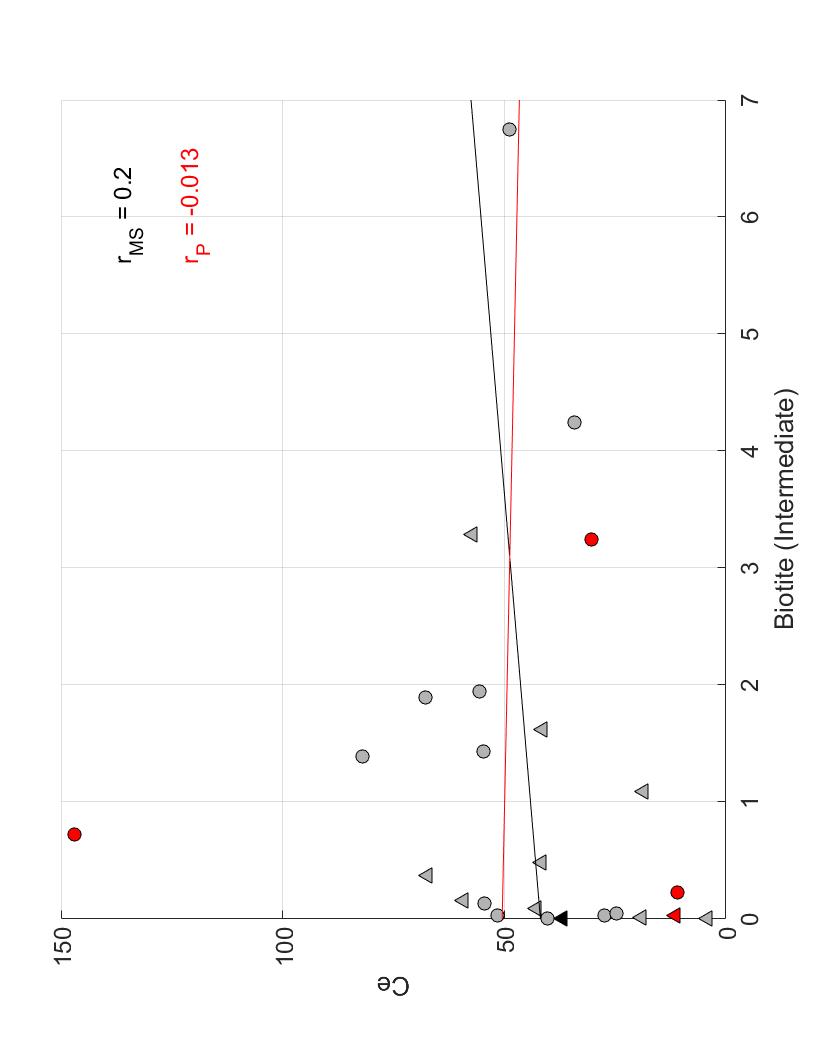 150
r_MS = 0.2
r_P = -0.013
100
Ce
50
0
0 1 2 3 4 5 6 7
Biotite (Intermediate)